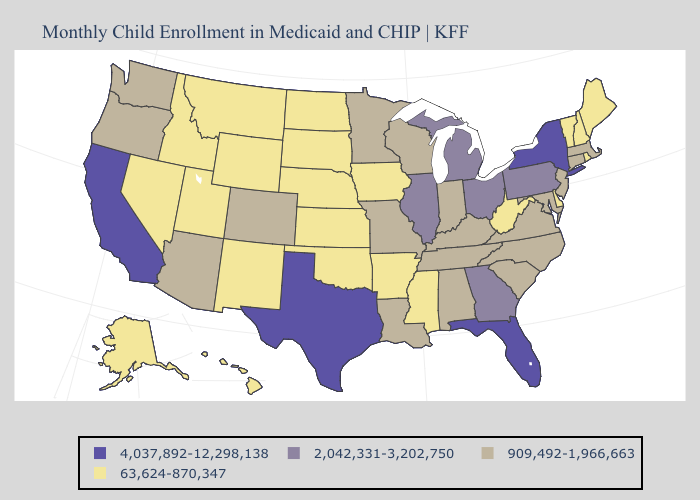 Monthly Child Enrollment in Medicaid and CHIP | KFF
4,037,892-12,298,138 2,042,331-3,202,750 909,492-1,966,663
63,624-870,347